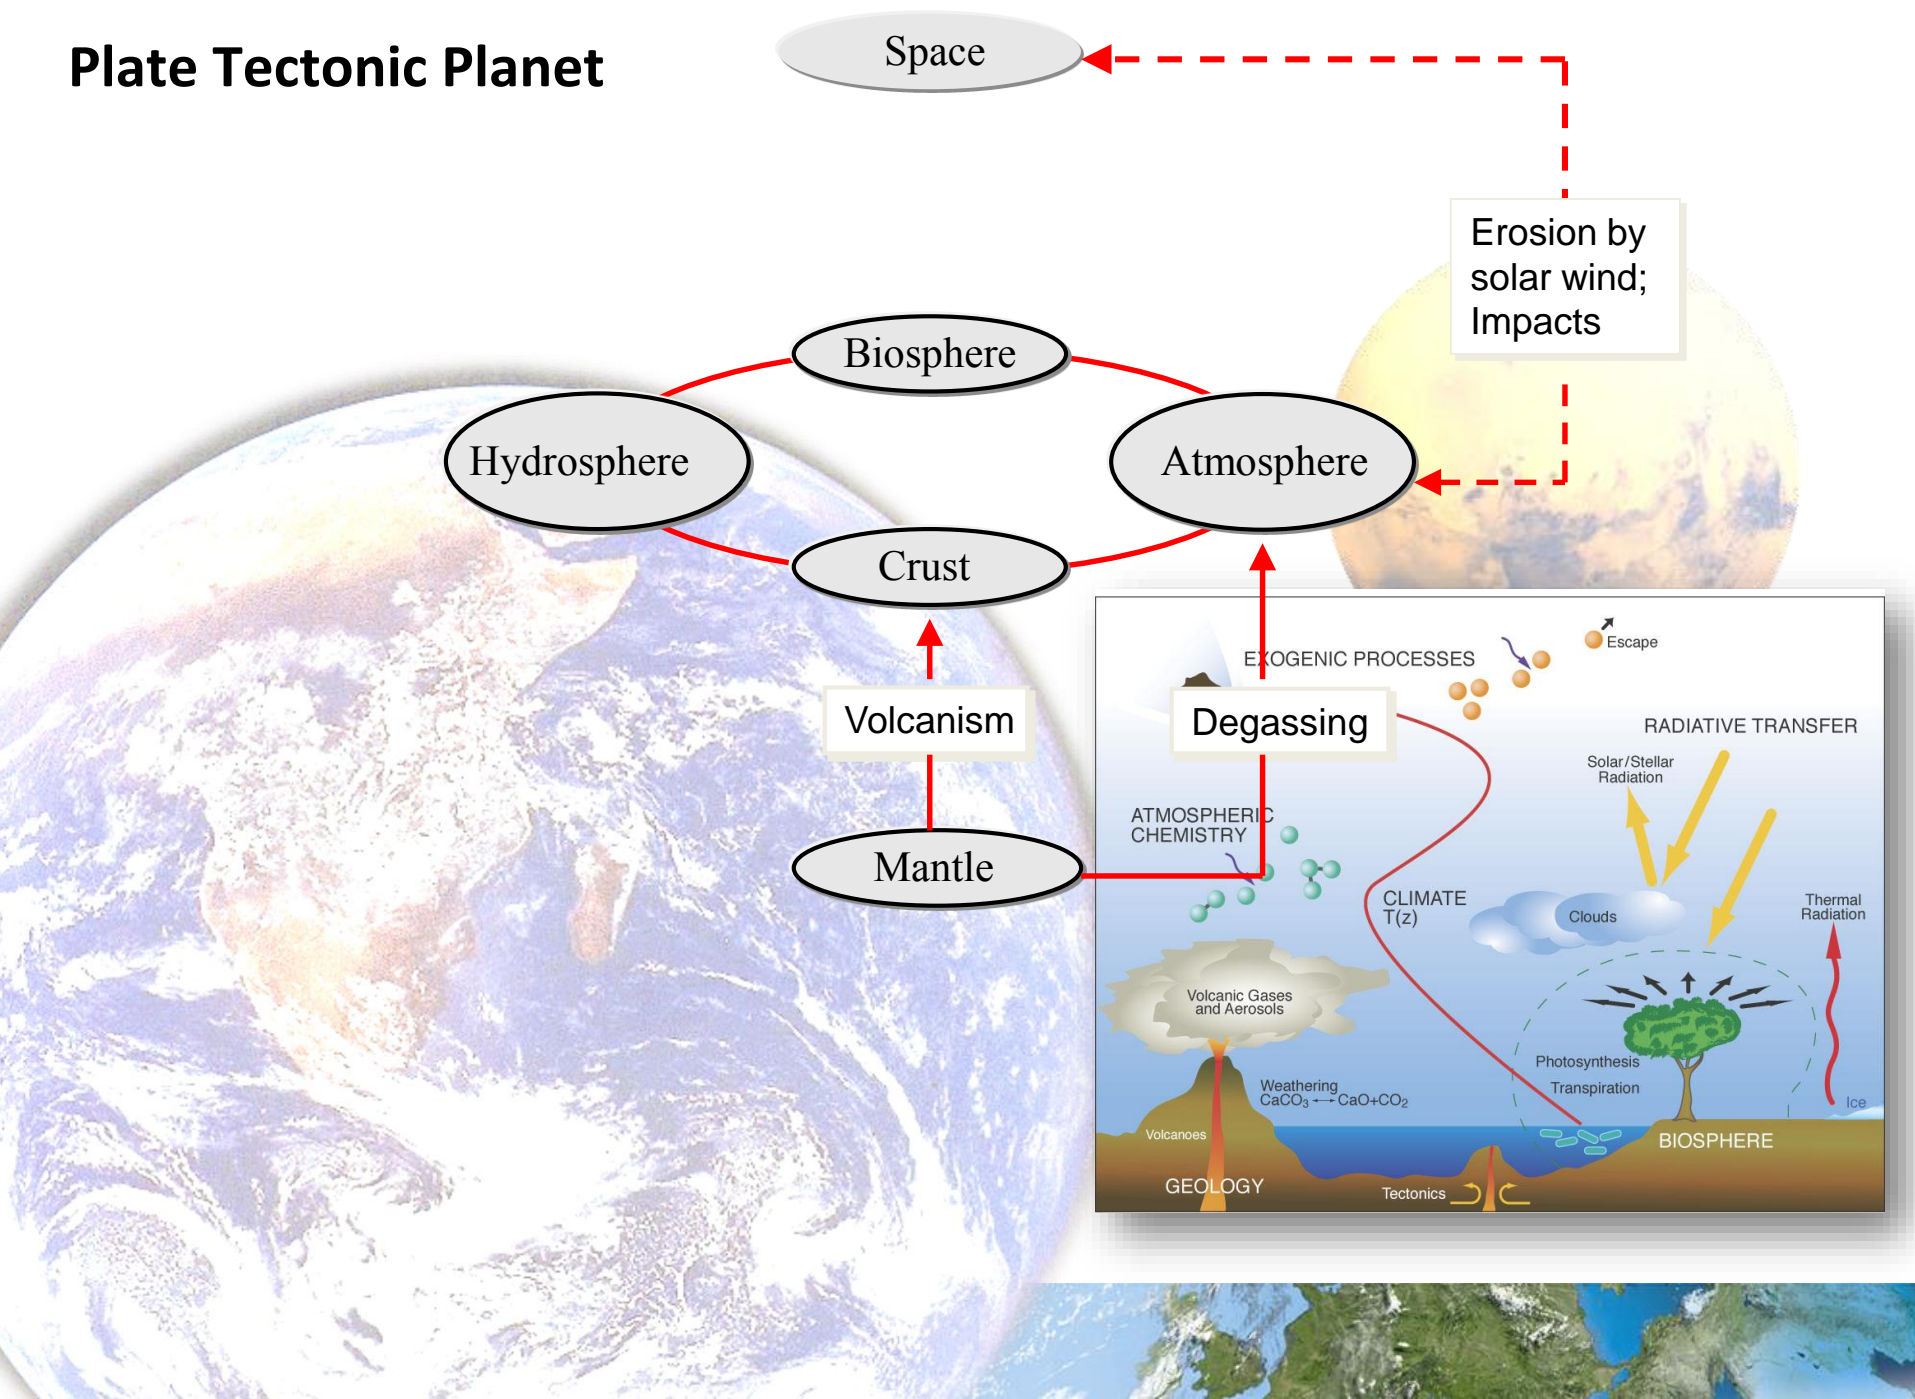 Plate Tectonic Planet
Space
Erosion by
solar wind;
Impacts
Biosphere
Hydrosphere
Atmosphere
Crust
Volcanism
Degassing
Mantle
EXOGENIC PROCESSES
Escape
RADIATIVE TRANSFER
Solar/Stellar
Radiation
ATMOSPHERIC
CHEMISTRY
CLIMATE
T(z)
Clouds
Thermal
Radiation
Volcanic Gases
and Aerosols
Photosynthesis
Transpiration
Weathering
CaCO₃ ↔ CaO+CO₂
Ice
Volcanoes
BIOSPHERE
GEOLOGY
Tectonics